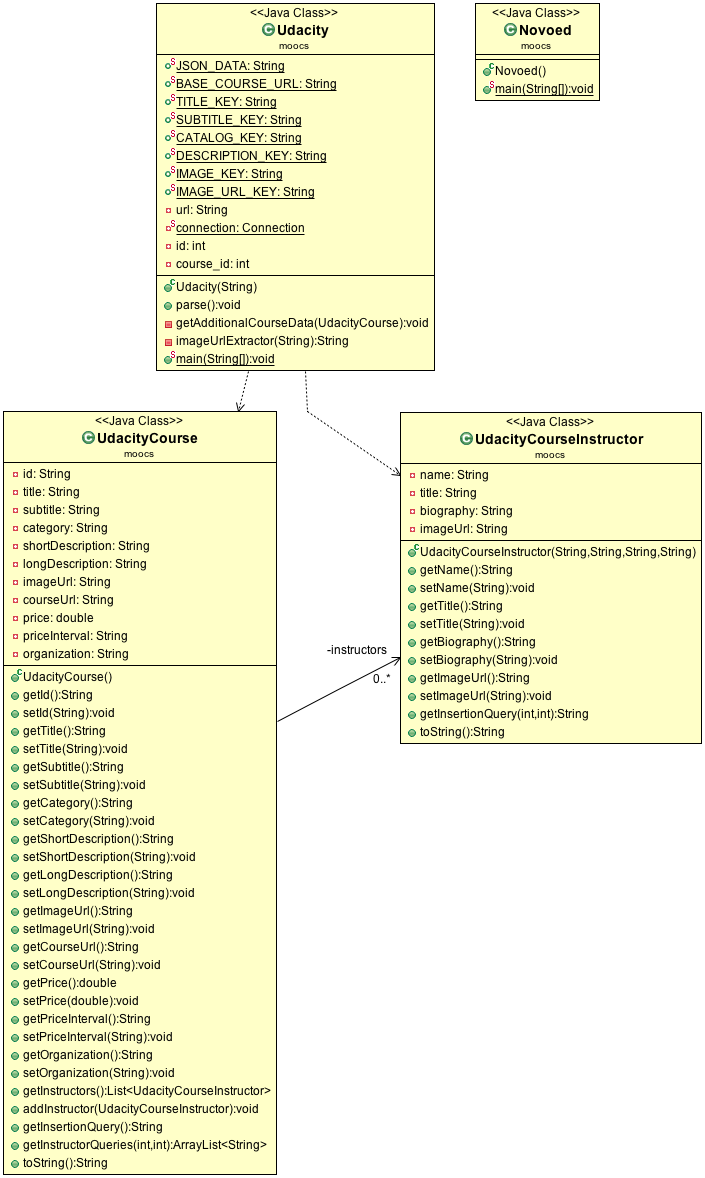 <<Java Class>>
Udacity
moocs
JSON_DATA: String
BASE_COURSE_URL: String
TITLE_KEY: String
SUBTITLE_KEY: String
CATALOG_KEY: String
DESCRIPTION_KEY: String
IMAGE_KEY: String
IMAGE_URL_KEY: String
url: String
connection: Connection
id: int
course_id: int
Udacity(String)
parse():void
getAdditionalCourseData(UdacityCourse):void
imageUrlExtractor(String):String
main(String[]):void
<<Java Class>>
Novoed
moocs
Novoed()
main(String[]):void
<<Java Class>>
UdacityCourse
moocs
id: String
title: String
subtitle: String
category: String
shortDescription: String
longDescription: String
imageUrl: String
courseUrl: String
price: double
priceInterval: String
organization: String
UdacityCourse()
getId():String
setId(String):void
getTitle():String
setTitle(String):void
getSubtitle():String
setSubtitle(String):void
getCategory():String
setCategory(String):void
getShortDescription():String
setShortDescription(String):void
getLongDescription():String
setLongDescription(String):void
getImageUrl():String
setImageUrl(String):void
getCourseUrl():String
setCourseUrl(String):void
getPrice():double
setPrice(double):void
getPriceInterval():String
setPriceInterval(String):void
getOrganization():String
setOrganization(String):void
getInstructors():List<UdacityCourseInstructor>
addInstructor(UdacityCourseInstructor):void
getInsertionQuery():String
getInstructorQueries(int,int):ArrayList<String>
toString():String
-instructors
0..*
<<Java Class>>
UdacityCourseInstructor
moocs
name: String
title: String
biography: String
imageUrl: String
UdacityCourseInstructor(String,String,String,String)
getName():String
setName(String):void
getTitle():String
setTitle(String):void
getBiography():String
setBiography(String):void
getImageUrl():String
setImageUrl(String):void
getInsertionQuery(int,int):String
toString():String